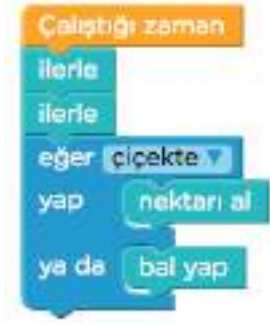 Çalıştığı zaman
ilerle
ilerle
eğer çiçekte
yap nektarı al
ya da bal yap